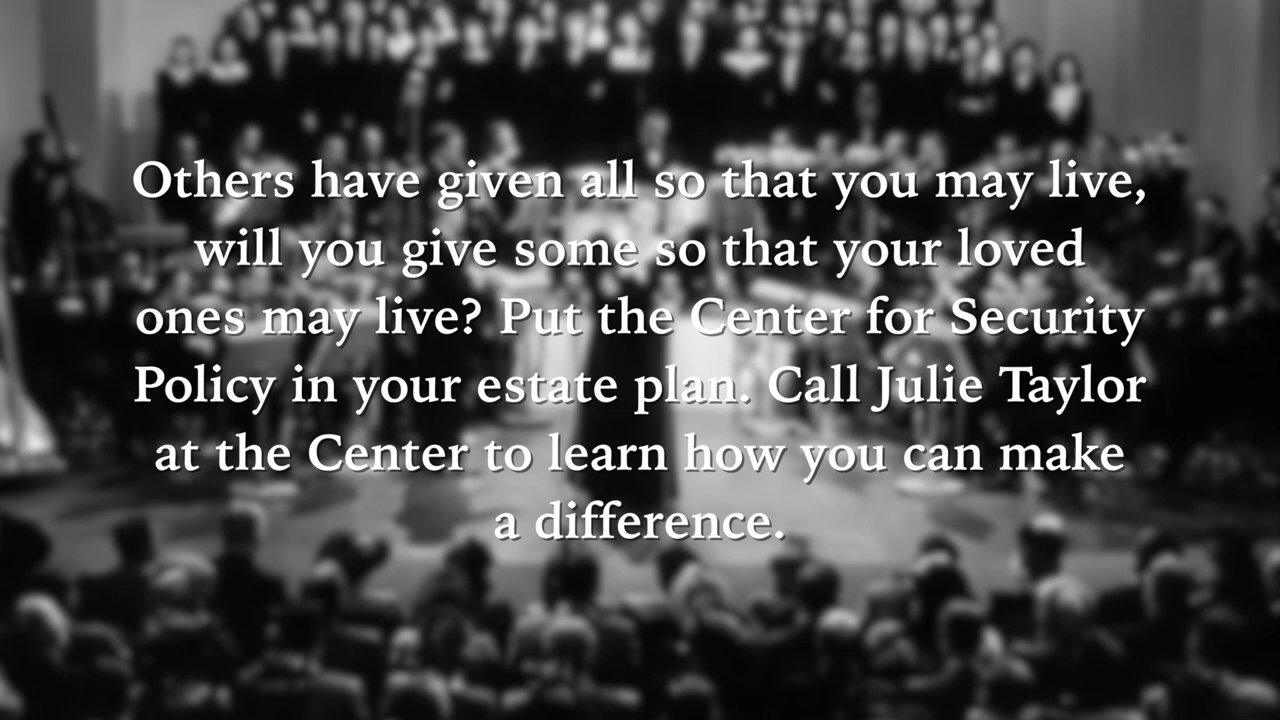 Others have given all so that you may live,
will you give some so that your loved
ones may live? Put the Center for Security
Policy in your estate plan. Call Julie Taylor
at the Center to learn how you can make
a difference.